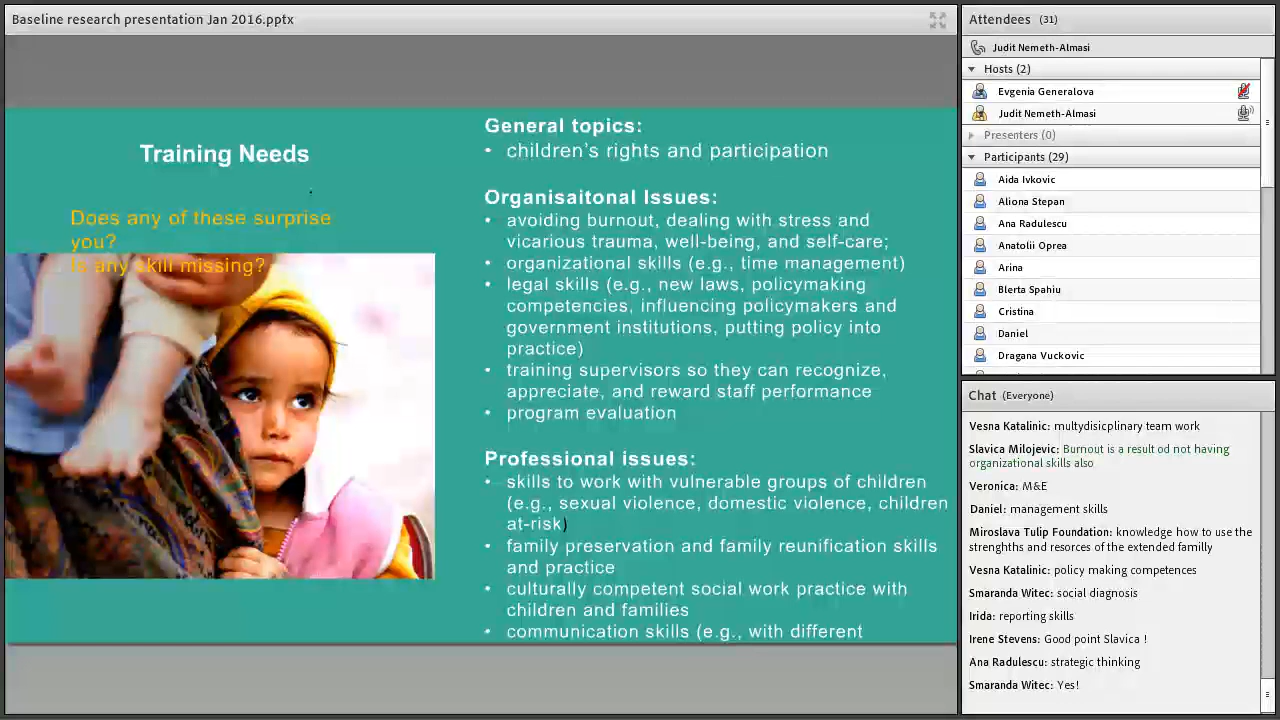 Baseline research presentation Jan 2016.pptx
Training Needs
Does any of these surprise
you?
Is any skill missing?
General topics:
• children's rights and participation
Organisaitonal Issues:
• avoiding burnout, dealing with stress and
vicarious trauma, well-being, and self-care;
• organizational skills (e.g., time management)
• legal skills (e.g., new laws, policymaking
competencies, influencing policymakers and
government institutions, putting policy into
practice)
• training supervisors so they can recognize,
appreciate, and reward staff performance
• program evaluation
Professional issues:
• skills to work with vulnerable groups of children
(e.g., sexual violence, domestic violence, children
at-risk)
• family preservation and family reunification skills
and practice
• culturally competent social work practice with
children and families
• communication skills (e.g., with different
Attendees (31)
Judit Nemeth-Almasi
Hosts (2)
Evgenia Generalova
Judit Nemeth-Almasi
Presenters (0)
Participants (29)
Aida Ivkovic
Aliona Stepan
Ana Radulescu
Anatolii Oprea
Arina
Blerta Spahiu
Cristina
Daniel
Dragana Vuckovic
Chat (Everyone)
Vesna Katalinic: multydisicplinary team work
Slavica Milojevic: Burnout is a result od not having
organizational skills also
Veronica: M&E
Daniel: management skills
Miroslava Tulip Foundation: knowledge how to use the
strenghths and resorces of the extended familly
Vesna Katalinic: policy making competences
Smaranda Witec: social diagnosis
Irida: reporting skills
Irene Stevens: Good point Slavica !
Ana Radulescu: strategic thinking
Smaranda Witec: Yes!